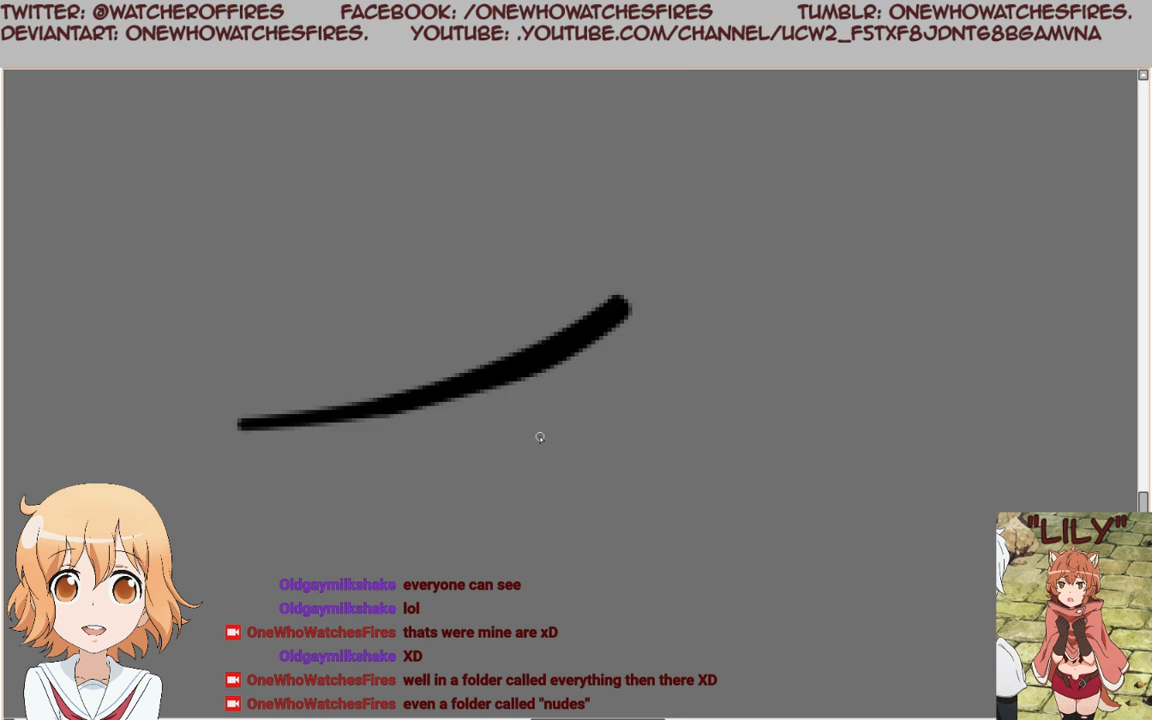 TWITTER: @WATCHEROFFIRES FACEBOOK: /ONEWHOWATCHESFIRES TUMBLR: ONEWHOWATCHESFIRES.
DEVIANTART: ONEWHOWATCHESFIRES. YOUTUBE: .YOUTUBE.COM/CHANNEL/UCW2_F5TXF8JDNTG8BGAMVNA
"LILY"
Oldgaymilkshake everyone can see
Oldgaymilkshake lol
OneWhoWatchesFires thats were mine are xD
Oldgaymilkshake XD
OneWhoWatchesFires well in a folder called everything then there XD
OneWhoWatchesFires even a folder called "nudes"